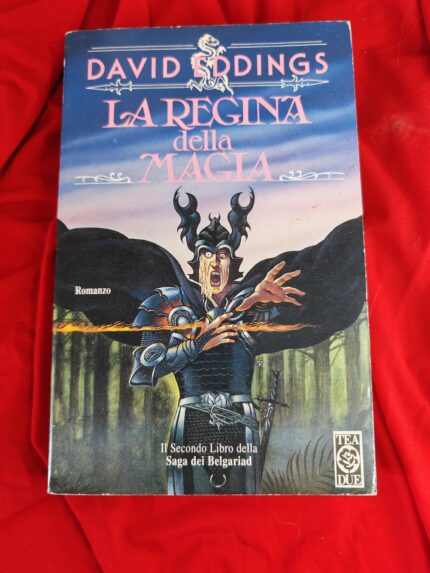 DAVID EDDINGS
LA REGINA
della
MAGIA
Romanzo
Il Secondo Libro della
Saga dei Belgariad
TEA
DUE